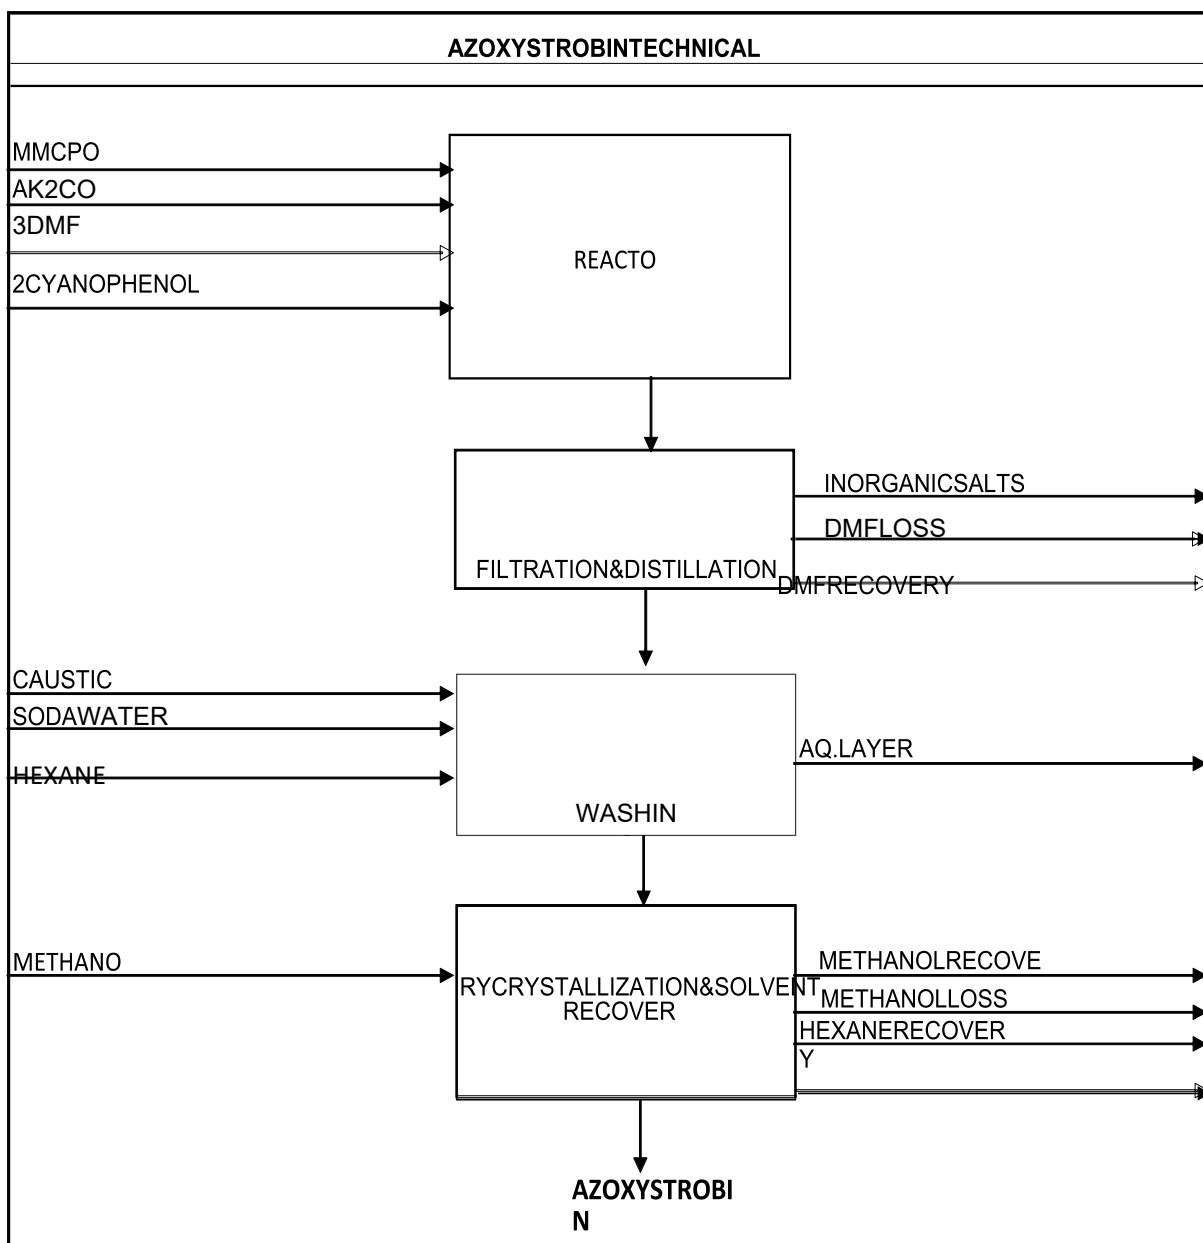 AZOXYSTROBINTECHNICAL
MMCPO
AK2CO
3DMF
2CYANOPHENOL
REACTO
INORGANICSALTS
DMFLOSS
FILTRATION&DISTILLATION
DMFRECOVERY
CAUSTIC
SODAWATER
HEXANE
AQ.LAYER
WASHIN
METHANO
METHANOLRECOVE
RYCRYSTALLIZATION&SOLVENT
RECOVER
METHANOLLOSS
HEXANERECOVER
Y
AZOXYSTROBI
N